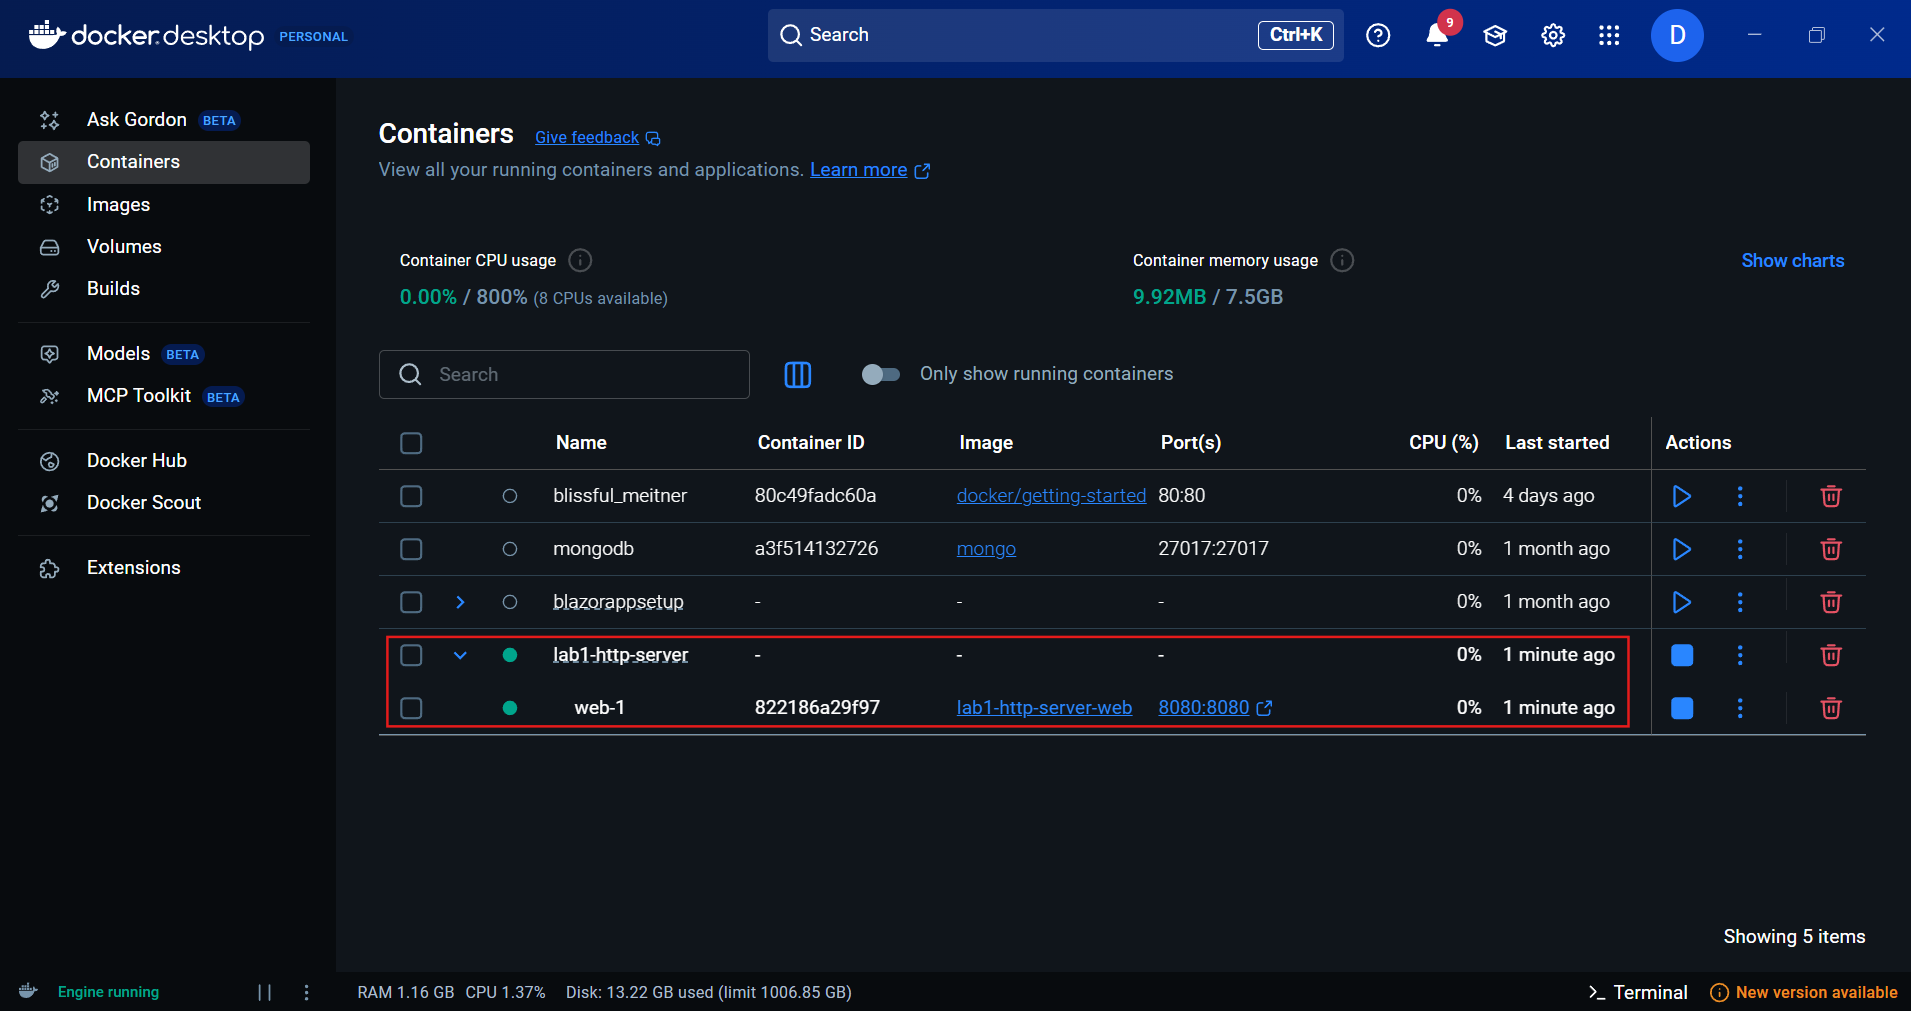 docker.desktop PERSONAL
Search
Ctrl+K
9
D
Ask Gordon BETA
Containers
Images
Volumes
Builds
Models BETA
MCP Toolkit BETA
Docker Hub
Docker Scout
Extensions
Containers Give feedback
View all your running containers and applications. Learn more
Container CPU usage
0.00% / 800% (8 CPUs available)
Container memory usage
9.92MB / 7.5GB
Show charts
Search
Only show running containers
Name Container ID Image Port(s) CPU (%) Last started Actions
blissful_meitner 80c49fadc60a docker/getting-started 80:80 0% 4 days ago
mongodb a3f514132726 mongo 27017:27017 0% 1 month ago
blazorappsetup - - - 0% 1 month ago
lab1-http-server - - - 0% 1 minute ago
web-1 822186a29f97 lab1-http-server-web 8080:8080 0% 1 minute ago
Showing 5 items
Engine running
RAM 1.16 GB CPU 1.37% Disk: 13.22 GB used (limit 1006.85 GB)
Terminal
New version available